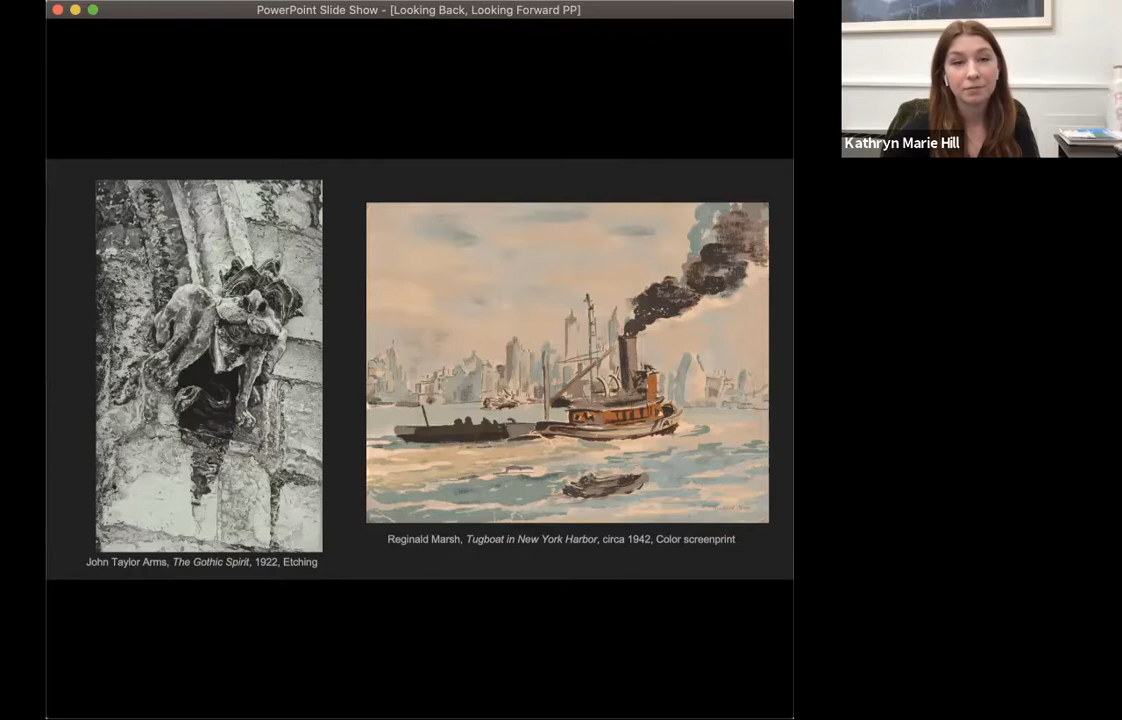 PowerPoint Slide Show - [Looking Back, Looking Forward PP]
Kathryn Marie Hill
Reginald Marsh, Tugboat in New York Harbor, circa 1942, Color screenprint
John Taylor Arms, The Gothic Spirit, 1922, Etching